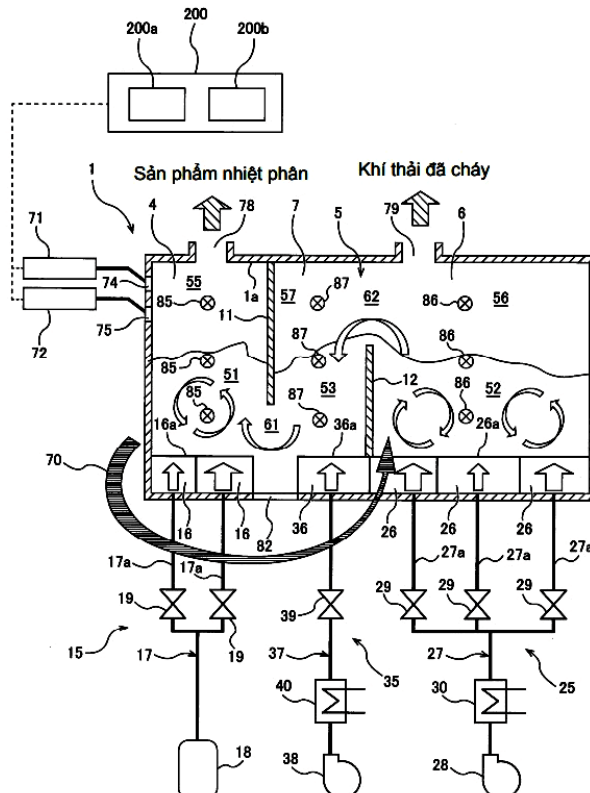 200
200a 200b
Sản phẩm nhiệt phân Khí thải đã cháy
1 4 78 7 5 79 6
71
74 55 1a 57 87 62 86 56
85 11
72 75
85 87 86
51 53 12 52
85 61 87 86
16a 36a 26a
70
16 16 82 36 26 26 26
17a 17a 27a 27a 27a
19 19 39 29 29 29
15 17 37 35 27 25
40 30
18 38 28